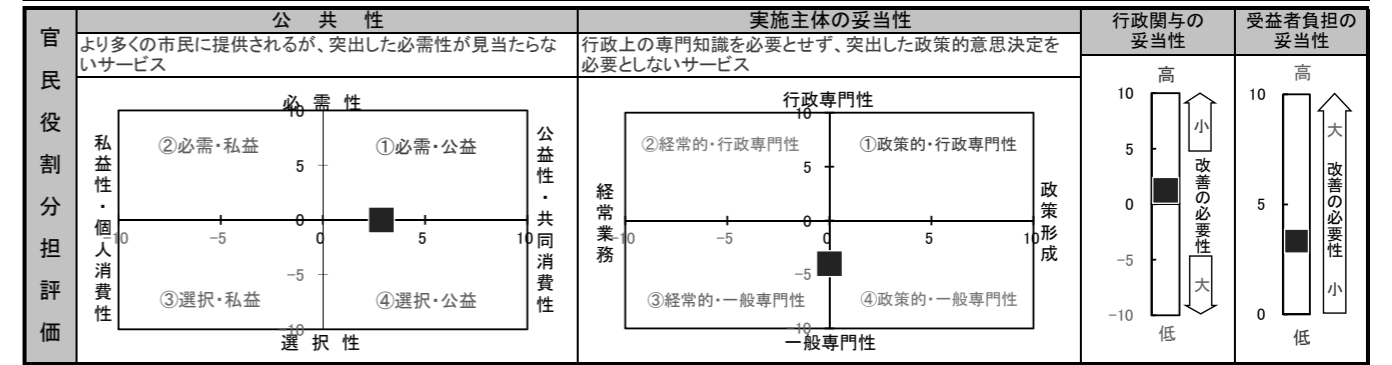 官民役割分担評価
公共性
より多くの市民に提供されるが、突出した必需性が見当たらな
いサービス
必需性
10
私益性・個人消費性
②必需・私益
①必需・公益
公益性・共同消費性
5
0
-10
-5
0
5
10
-5
③選択・私益
④選択・公益
-10
選択性
実施主体の妥当性
行政上の専門知識を必要とせず、突出した政策的意思決定を
必要としないサービス
行政専門性
10
経常業務
②経常的・行政専門性
①政策的・行政専門性
政策形成
5
0
-10
-5
0
5
10
-5
③経常的・一般専門性
④政策的・一般専門性
-10
一般専門性
行政関与の
妥当性
高
10
5
0
-5
-10
小
改善の必要性
大
低
受益者負担の
妥当性
高
10
5
0
大
改善の必要性
小
低